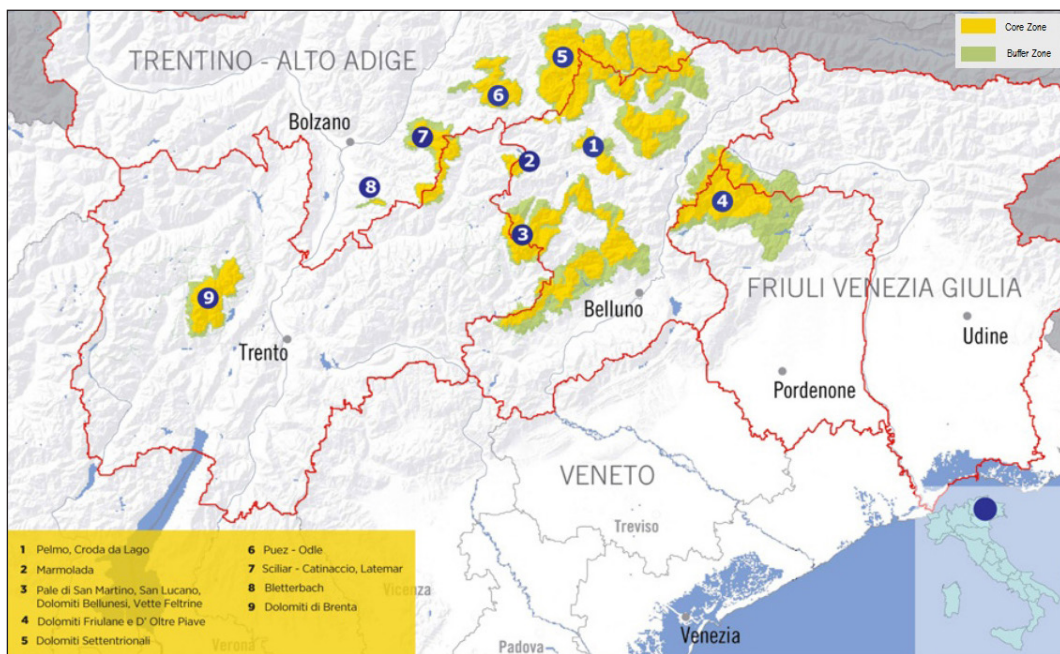 Core Zone
Buffer Zone
TRENTINO - ALTO ADIGE
5
6
Bolzano
7
1
2
8
4
3
FRIULI VENEZIA GIULIA
9
Belluno
Udine
Trento
Pordenone
VENETO
Treviso
1 Pelmo, Croda da Lago
2 Marmolada
3 Pale di San Martino, San Lucano,
Dolomiti Bellunesi, Vette Feltrine
4 Dolomiti Friulane e D' Oltre Piave
5 Dolomiti Settentrionali
6 Puez - Odle
7 Sciliar - Catinaccio, Latemar
8 Bletterbach
9 Dolomiti di Brenta
Vicenza
Verona
Padova
Venezia